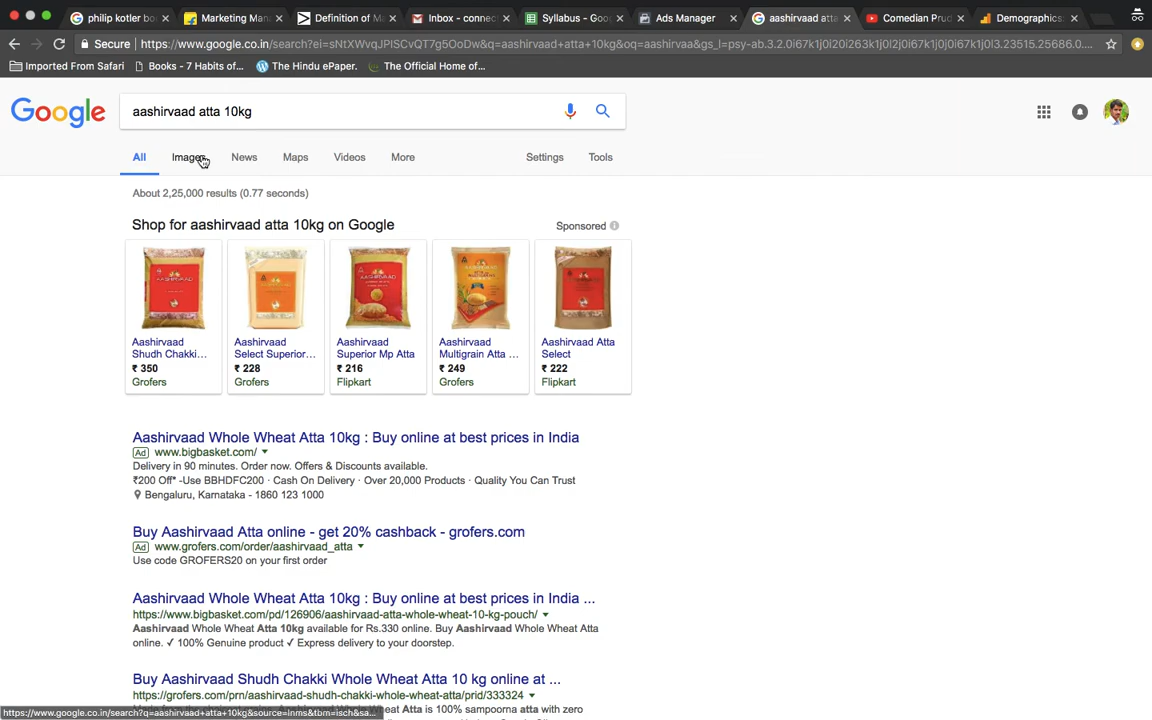 philip kotler bo
Marketing Man
Definition of M
Inbox – connec
Syllabus - Goo
Ads Manager
aashirvaad atta
Comedian Prud
Demographics
Secure
https://www.google.co.in/search?ei=sNtXWvqJPISCvQT7g5OoDw&q=aashirvaad+atta+10kg&oq=aashirvaa&gs_l=psy-ab.3.2.0i67k1j0i20i263k1j0l2j0i67k1j0j0i67k1j0l3.23515.25686.0....
Imported From Safari
Books - 7 Habits of...
The Hindu ePaper.
The Official Home of...
Google
aashirvaad atta 10kg
All
Images
News
Maps
Videos
More
Settings
Tools
About 2,25,000 results (0.77 seconds)
Shop for aashirvaad atta 10kg on Google
Sponsored
AASHIRVAAD
AASHIRVAAD
AASHIRVAAD
Aashirvaad
Shudh Chakki...
₹ 350
Grofers
Aashirvaad
Select Superior...
₹ 228
Grofers
Aashirvaad
Superior Mp Atta
₹ 216
Flipkart
Aashirvaad
Multigrain Atta ...
₹ 249
Grofers
Aashirvaad Atta
Select
₹ 222
Flipkart
Aashirvaad Whole Wheat Atta 10kg : Buy online at best prices in India
Ad www.bigbasket.com/
Delivery in 90 minutes. Order now. Offers & Discounts available.
₹200 Off* -Use BBHDFC200 · Cash On Delivery · Over 20,000 Products · Quality You Can Trust
Bengaluru, Karnataka - 1860 123 1000
Buy Aashirvaad Atta online - get 20% cashback - grofers.com
Ad www.grofers.com/order/aashirvaad_atta
Use code GROFERS20 on your first order
Aashirvaad Whole Wheat Atta 10kg : Buy online at best prices in India ...
https://www.bigbasket.com/pd/126906/aashirvaad-atta-whole-wheat-10-kg-pouch/
Aashirvaad Whole Wheat Atta 10kg available for Rs.330 online. Buy Aashirvaad Whole Wheat Atta
online. ✓ 100% Genuine product ✓ Express delivery to your doorstep.
Buy Aashirvaad Shudh Chakki Whole Wheat Atta 10 kg online at ...
https://grofers.com/prn/aashirvaad-shudh-chakki-whole-wheat-atta/prid/333324
Atta is 100% sampoorna atta with zero
https://www.google.co.in/search?q=aashirvaad+atta+10kg&source=lnms&tbm=isch&sa...